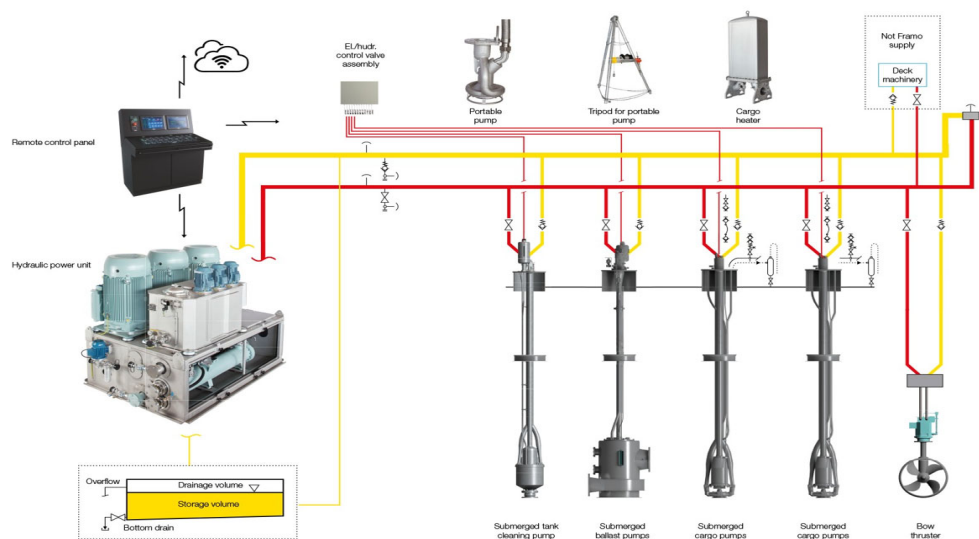 El./hudr.
control valve
assembly
Not Framo
supply
Deck
machinery
Portable
pump
Tripod for portable
pump
Cargo
heater
Remote control panel
Hydraulic power unit
Overflow
Drainage volume
Storage volume
Bottom drain
Submerged tank
cleaning pump
Submerged
ballast pumps
Submerged
cargo pumps
Submerged
cargo pumps
Bow
thruster